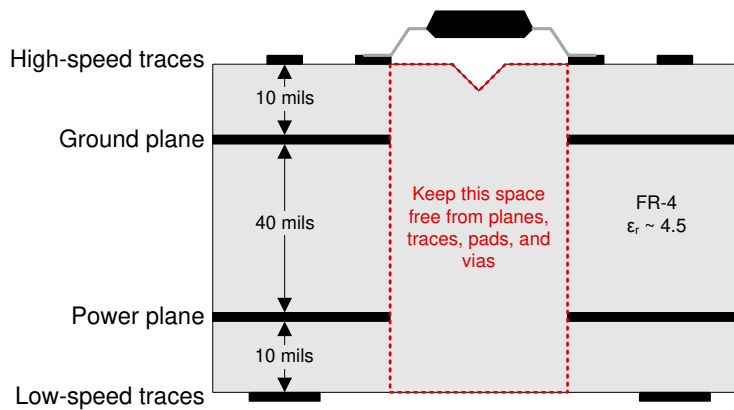 High-speed traces
10 mils
Ground plane
Keep this space
free from planes,
traces, pads, and
vias
FR-4
εr ~ 4.5
40 mils
Power plane
10 mils
Low-speed traces